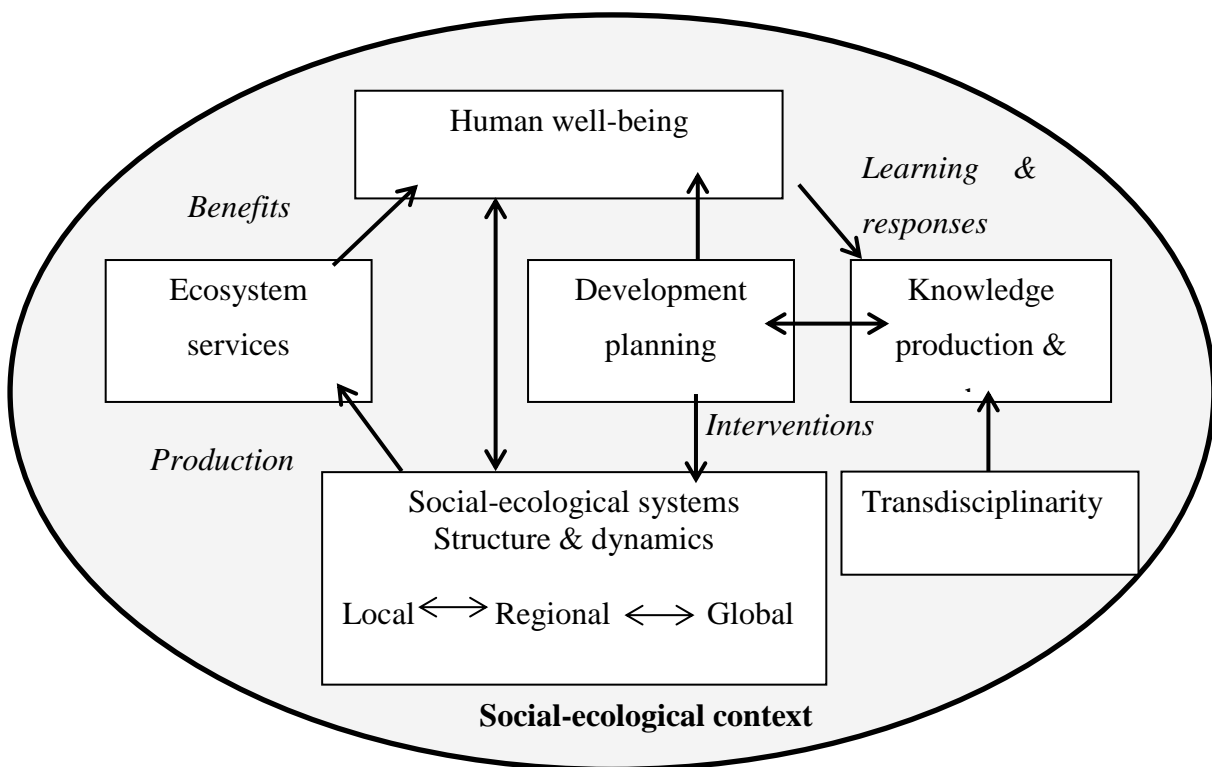 Human well-being
Learning &
responses
Benefits
Ecosystem
services
Development
planning
Knowledge
production &
Interventions
Production
Social-ecological systems
Structure & dynamics
Transdisciplinarity
Local Regional Global
Social-ecological context